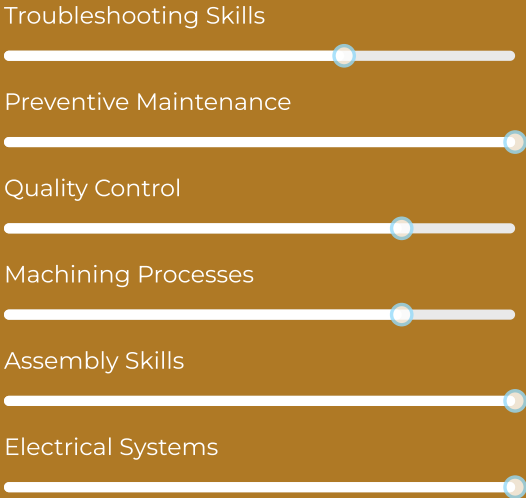 Troubleshooting Skills
Preventive Maintenance
Quality Control
Machining Processes
Assembly Skills
Electrical Systems